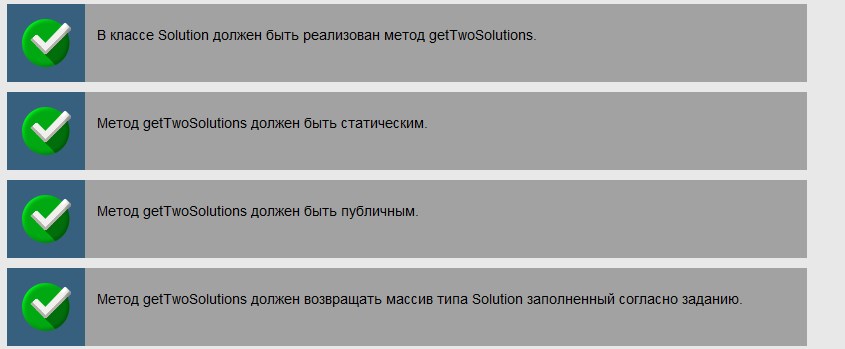 В классе Solution должен быть реализован метод getTwoSolutions.
Метод getTwoSolutions должен быть статическим.
Метод getTwoSolutions должен быть публичным.
Метод getTwoSolutions должен возвращать массив типа Solution заполненный согласно заданию.